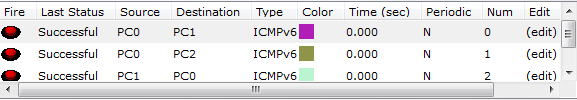 Fire Last Status Source Destination Type Color Time (sec) Periodic Num Edit
Successful PC0 PC1 ICMPv6 0.000 N 0 (edit)
Successful PC0 PC2 ICMPv6 0.000 N 1 (edit)
Successful PC1 PC0 ICMPv6 0.000 N 2 (edit)